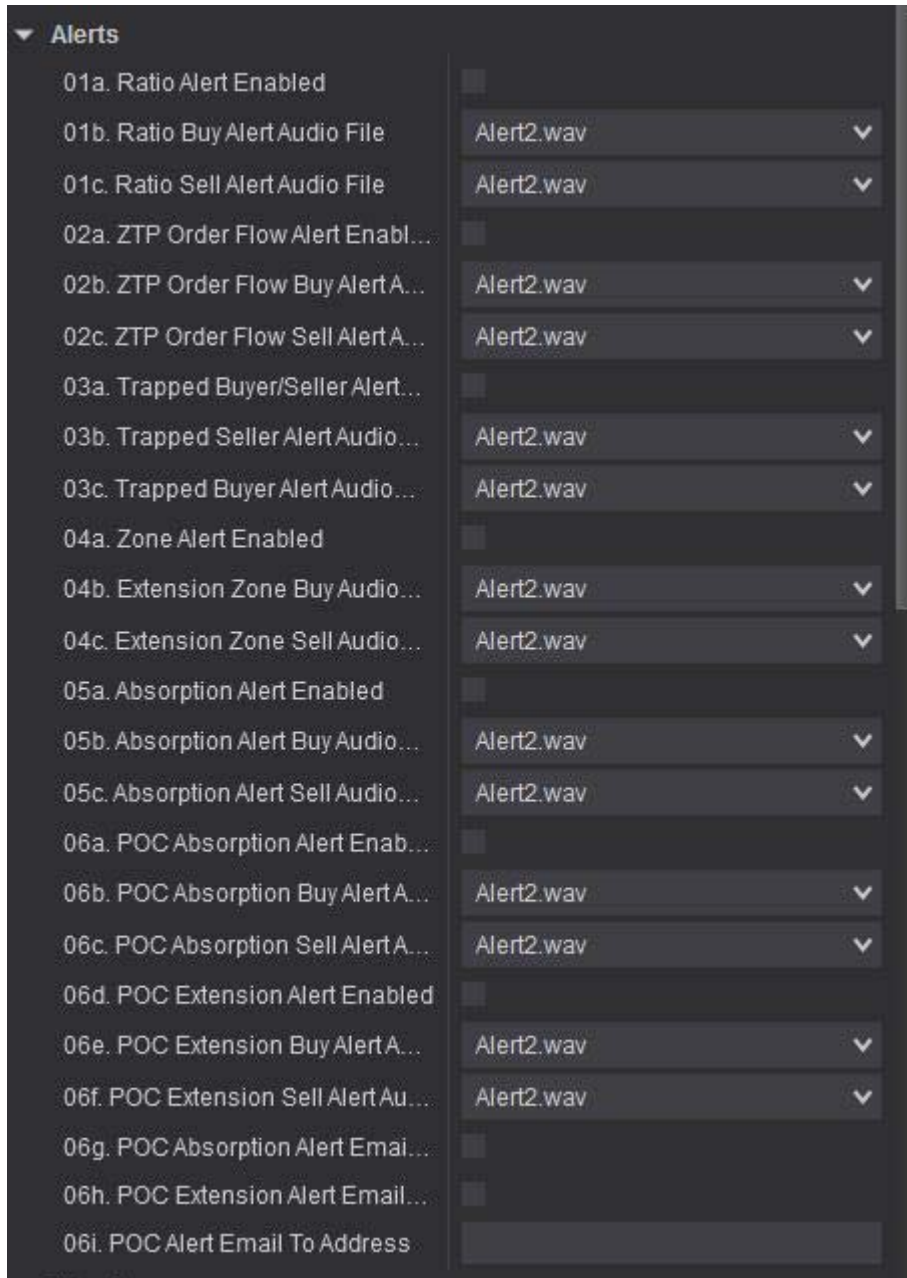 Alerts
01a. Ratio Alert Enabled
01b. Ratio Buy Alert Audio File Alert2.wav
01c. Ratio Sell Alert Audio File Alert2.wav
02a. ZTP Order Flow Alert Enabl...
02b. ZTP Order Flow Buy Alert A... Alert2.wav
02c. ZTP Order Flow Sell Alert A... Alert2.wav
03a. Trapped Buyer/Seller Alert...
03b. Trapped Seller Alert Audio... Alert2.wav
03c. Trapped Buyer Alert Audio... Alert2.wav
04a. Zone Alert Enabled
04b. Extension Zone Buy Audio... Alert2.wav
04c. Extension Zone Sell Audio... Alert2.wav
05a. Absorption Alert Enabled
05b. Absorption Alert Buy Audio... Alert2.wav
05c. Absorption Alert Sell Audio... Alert2.wav
06a. POC Absorption Alert Enab...
06b. POC Absorption Buy Alert A... Alert2.wav
06c. POC Absorption Sell Alert A... Alert2.wav
06d. POC Extension Alert Enabled
06e. POC Extension Buy Alert A... Alert2.wav
06f. POC Extension Sell Alert Au... Alert2.wav
06g. POC Absorption Alert Emai...
06h. POC Extension Alert Email...
06i. POC Alert Email To Address